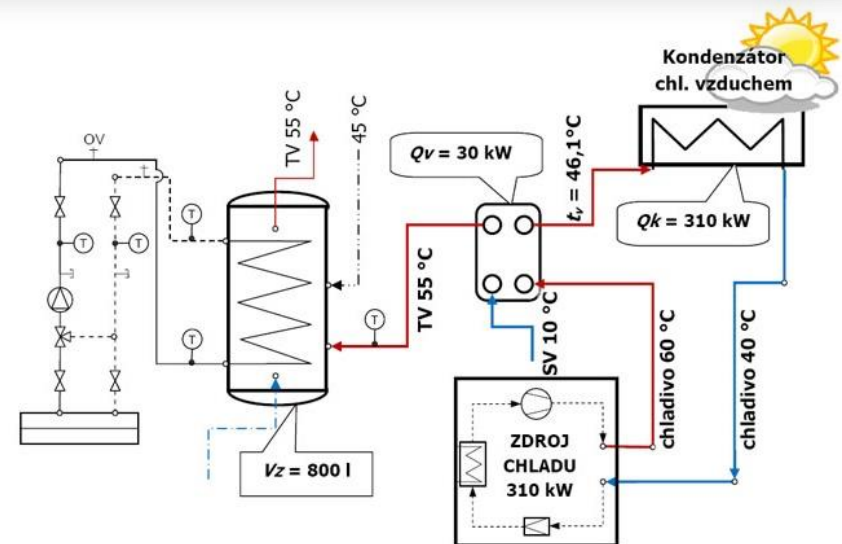 Kondenzátor
chl. vzduchem
OV
TV 55 °C
45 °C
Qv = 30 kW
tv = 46,1°C
Qk = 310 kW
T
T
T
T
T
TV 55 °C
SV 10 °C
chladivo 60 °C
chladivo 40 °C
ZDROJ
CHLADU
310 kW
Vz = 800 l